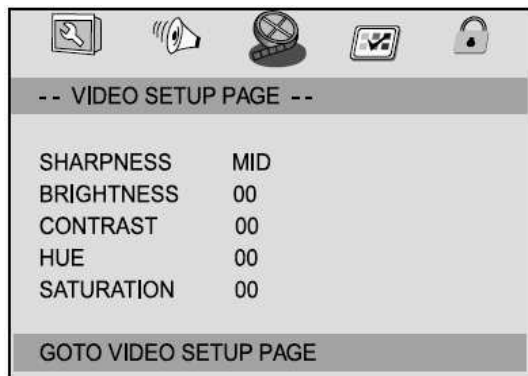 -- VIDEO SETUP PAGE --
SHARPNESS MID
BRIGHTNESS 00
CONTRAST 00
HUE 00
SATURATION 00
GOTO VIDEO SETUP PAGE